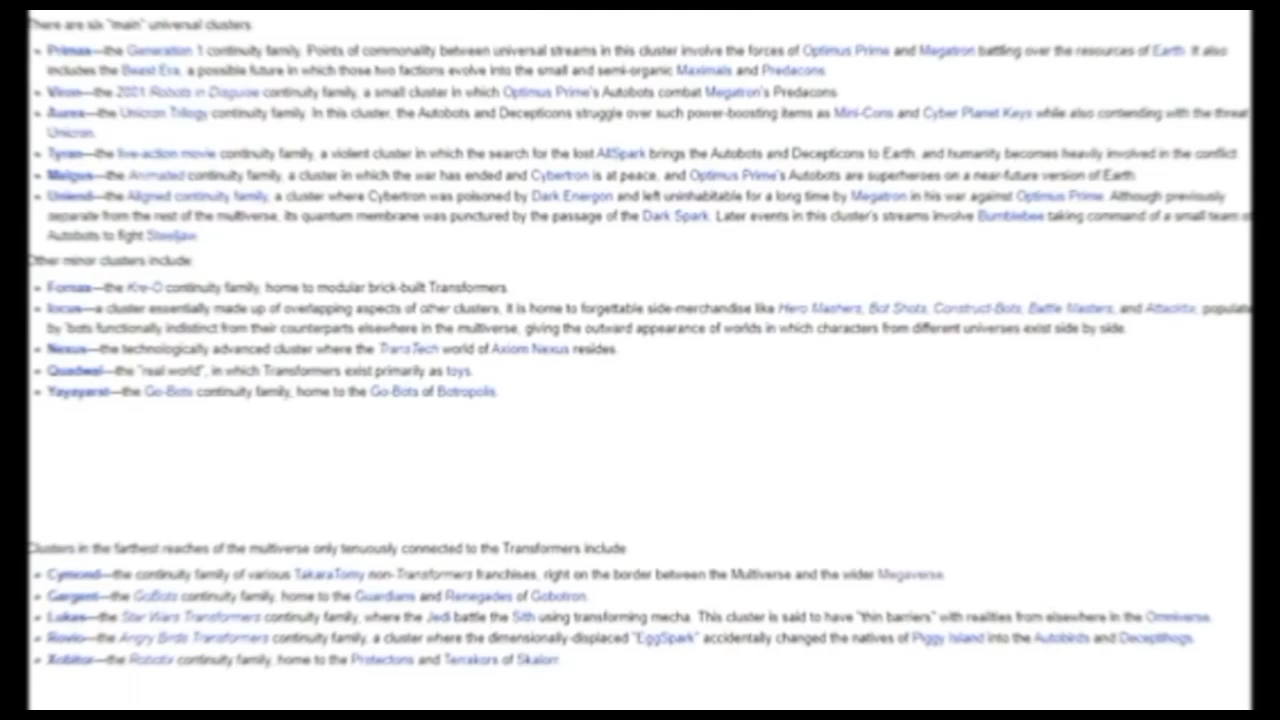 There are six "main" universal clusters:
Primax—the Generation 1 continuity family. Points of commonality between universal streams in this cluster involve the forces of Optimus Prime and Megatron battling over the resources of Earth. It also
includes the Beast Era, a possible future in which those two factions evolve into the small and semi-organic Maximals and Predacons.
Viron—the 2001 Robots in Disguise continuity family, a small cluster in which Optimus Prime's Autobots combat Megatron's Predacons.
Aurex—the Unicron Trilogy continuity family. In this cluster, the Autobots and Decepticons struggle over such power-boosting items as Mini-Cons and Cyber Planet Keys while also contending with the threat
Unicron.
Tyran—the live-action movie continuity family, a violent cluster in which the search for the lost AllSpark brings the Autobots and Decepticons to Earth, and humanity becomes heavily involved in the conflict.
Malgus—the Animated continuity family, a cluster in which the war has ended and Cybertron is at peace, and Optimus Prime's Autobots are superheroes on a near-future version of Earth.
Uniend—the Aligned continuity family, a cluster where Cybertron was poisoned by Dark Energon and left uninhabitable for a long time by Megatron in his war against Optimus Prime. Although previously
separate from the rest of the multiverse, its quantum membrane was punctured by the passage of the Dark Spark. Later events in this cluster's streams involve Bumblebee taking command of a small team of
Autobots to fight Steeljaw.
Other minor clusters include:
Fornax—the Kre-O continuity family, home to modular brick-built Transformers.
Iocus—a cluster essentially made up of overlapping aspects of other clusters. It is home to forgettable side-merchandise like Hero Mashers, Bot Shots, Construct-Bots, Battle Masters, and Attacktix, populate
by 'bots functionally indistinct from their counterparts elsewhere in the multiverse, giving the outward appearance of worlds in which characters from different universes exist side by side.
Nexus—the technologically advanced cluster where the TransTech world of Axiom Nexus resides.
Quadwal—the "real world", in which Transformers exist primarily as toys.
Yayayarst—the Go-Bots continuity family, home to the Go-Bots of Botropolis.
Clusters in the farthest reaches of the multiverse only tenuously connected to the Transformers include:
Cymond—the continuity family of various TakaraTomy non-Transformers franchises, right on the border between the Multiverse and the wider Megaverse.
Gargent—the GoBots continuity family, home to the Guardians and Renegades of Gobotron.
Lukas—the Star Wars Transformers continuity family, where the Jedi battle the Sith using transforming mecha. This cluster is said to have "thin barriers" with realities from elsewhere in the Omniverse.
Rovio—the Angry Birds Transformers continuity family, a cluster where the dimensionally displaced "EggSpark" accidentally changed the natives of Piggy Island into the Autobirds and Deceptihogs.
Xobitor—the Robotix continuity family, home to the Protectons and Terrakors of Skalorr.